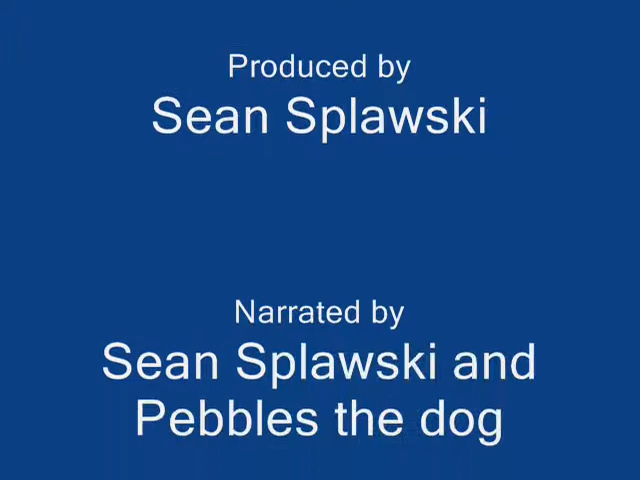 Produced by
Sean Splawski
Narrated by
Sean Splawski and
Pebbles the dog